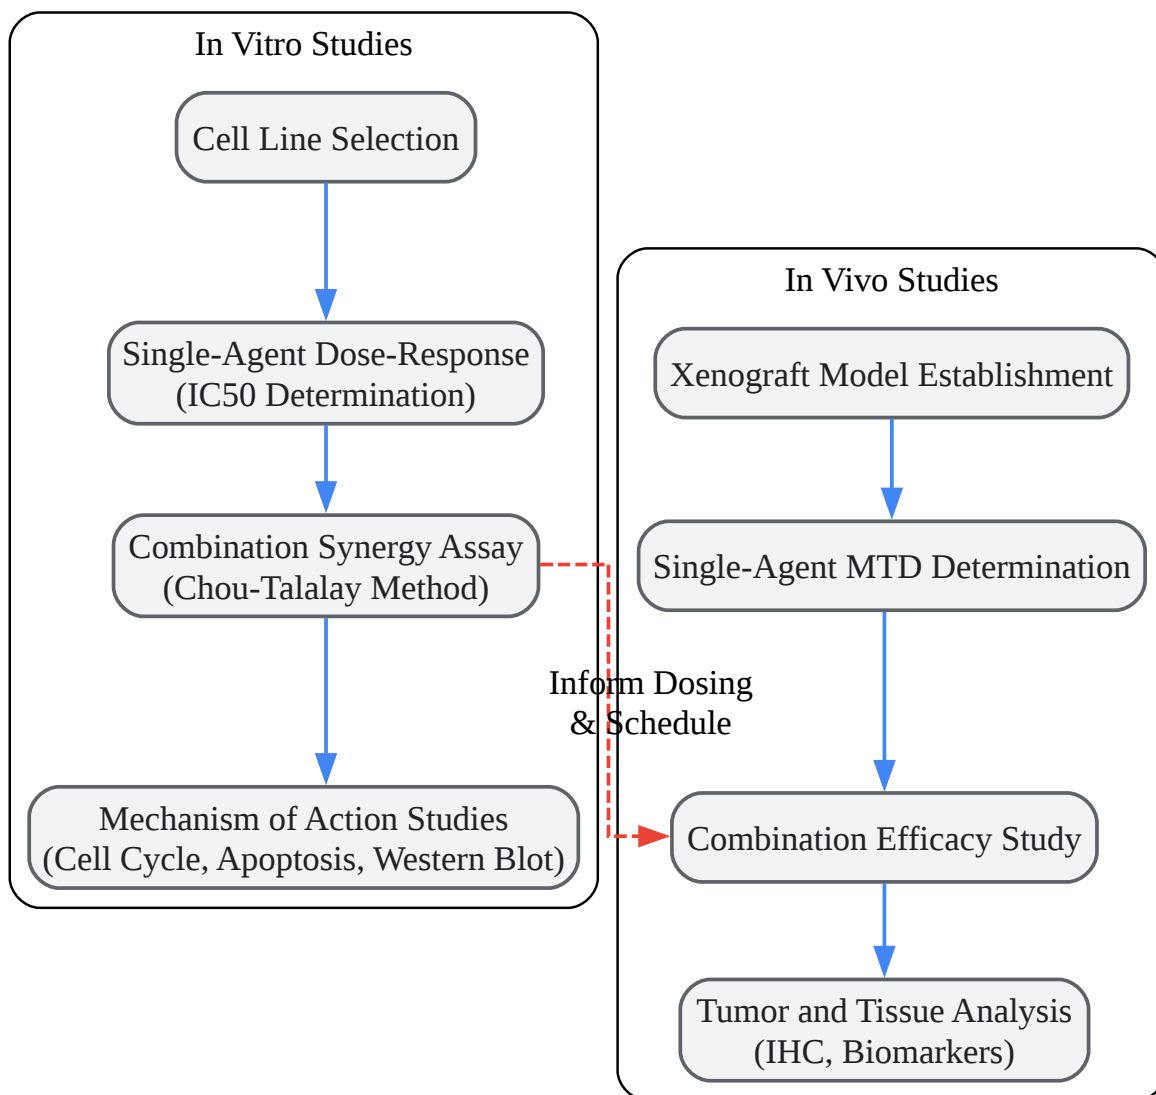 In Vitro Studies
Cell Line Selection
Single-Agent Dose-Response
(IC50 Determination)
Combination Synergy Assay
(Chou-Talalay Method)
Mechanism of Action Studies
(Cell Cycle, Apoptosis, Western Blot)
Inform Dosing
& Schedule
In Vivo Studies
Xenograft Model Establishment
Single-Agent MTD Determination
Combination Efficacy Study
Tumor and Tissue Analysis
(IHC, Biomarkers)